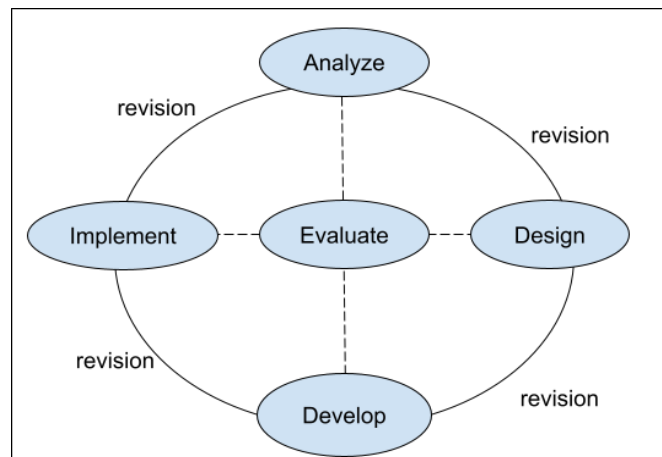 Analyze
revision
revision
Implement
Evaluate
Design
revision
revision
Develop